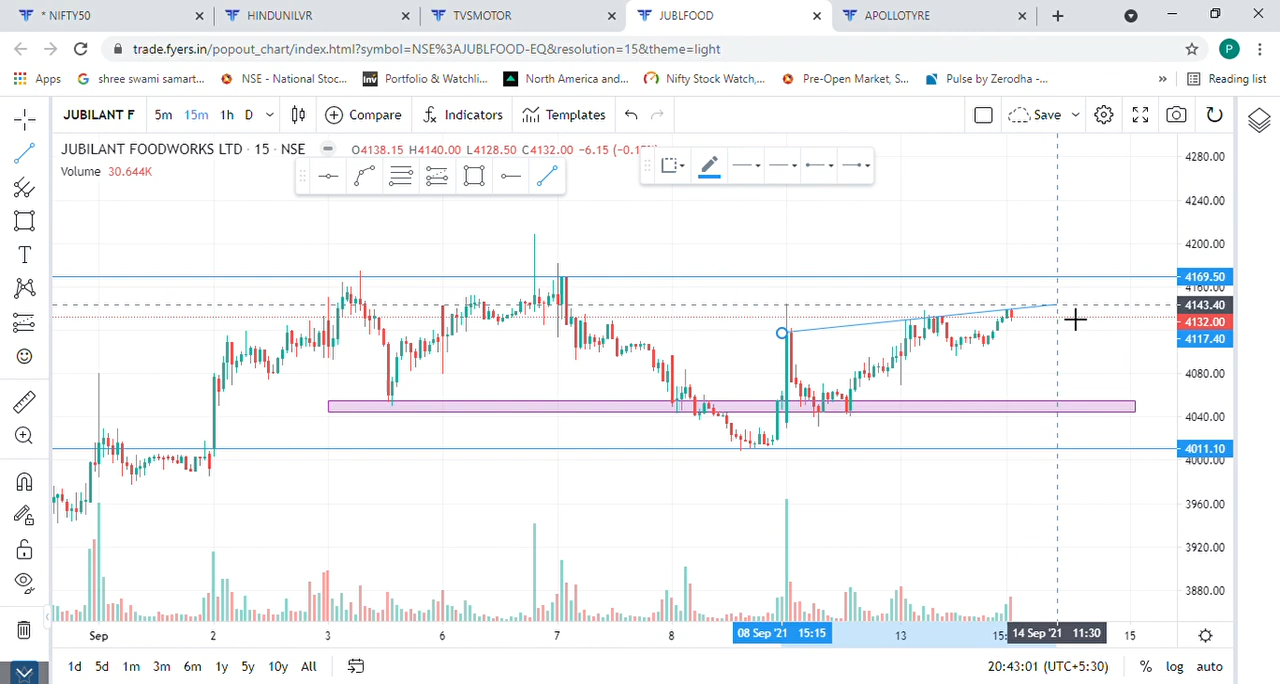 * NIFTY50
HINDUNILVR
TVSMOTOR
JUBLFOOD
APOLLOTYRE
trade.fyers.in/popout_chart/index.html?symbol=NSE%3AJUBLFOOD-EQ&resolution=15&theme=light
P
Apps
shree swami samart...
NSE - National Stoc...
Inv
Portfolio & Watchli...
North America and...
Nifty Stock Watch,...
Pre-Open Market, S...
Pulse by Zerodha -...
»
Reading list
JUBILANT F
5m 15m 1h D
Compare
Indicators
Templates
Save
JUBILANT FOODWORKS LTD · 15 · NSE
O4138.15 H4140.00 L4128.50 C4132.00 −6.15
Volume 30.644K
4280.00
4240.00
4200.00
4169.50
4160.00
4143.40
4132.00
4117.40
4080.00
4040.00
4011.10
4000.00
3960.00
3920.00
3880.00
Sep 2 3 6 7 8 08 Sep '21 15:15 13 15: 14 Sep '21 11:30 15
1d 5d 1m 3m 6m 1y 5y 10y All
20:43:01 (UTC+5:30)
% log auto